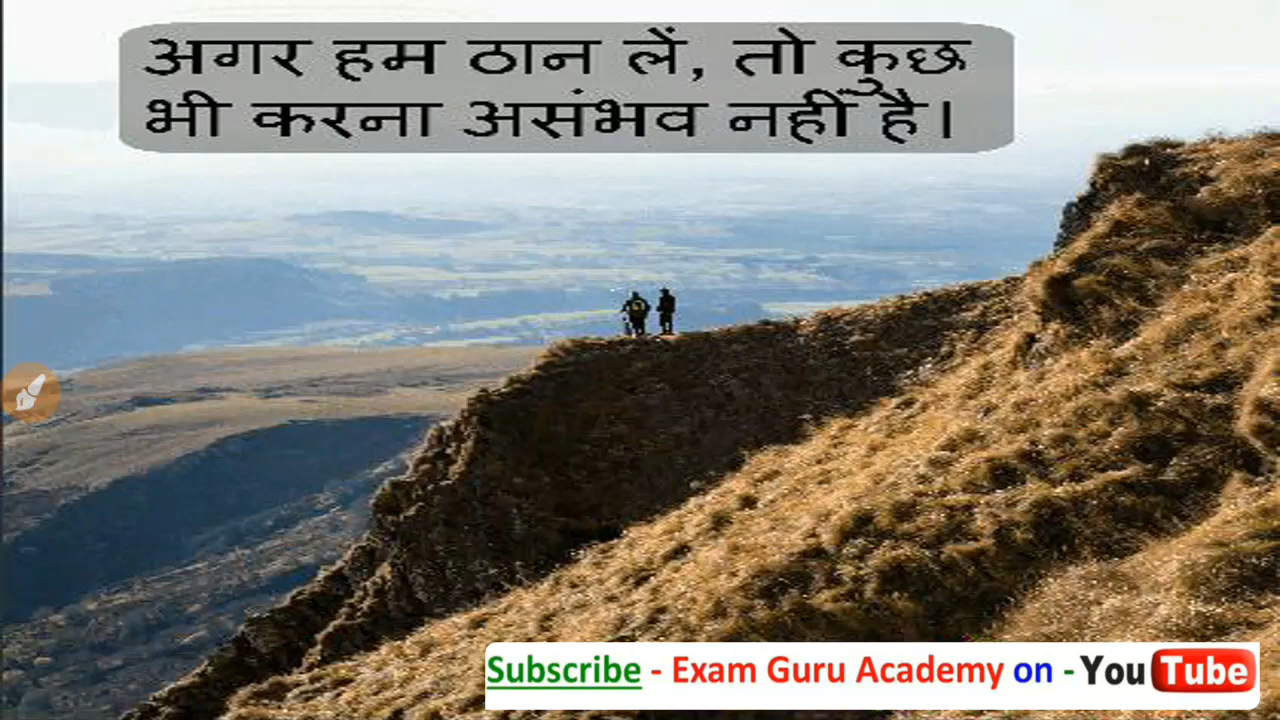 अगर हम ठान लें, तो कुछ
भी करना असंभव नहीं है।
Subscribe - Exam Guru Academy on - YouTube